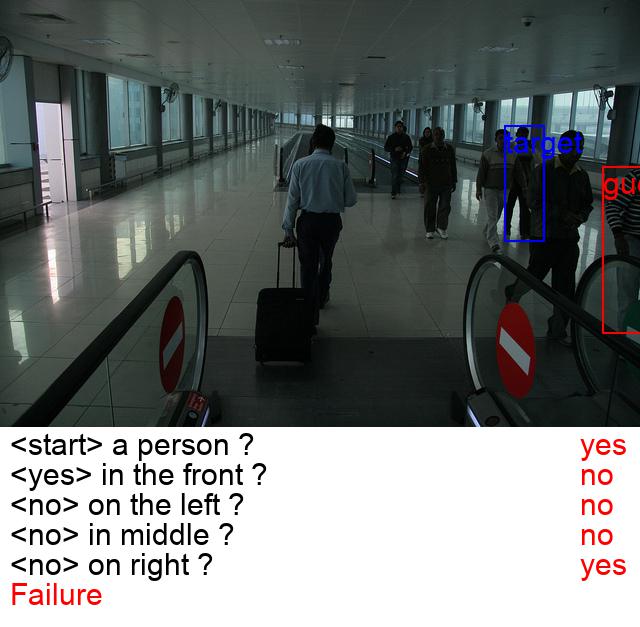 target
gu
<start> a person ? yes
<yes> in the front ? no
<no> on the left ? no
<no> in middle ? no
<no> on right ? yes
Failure